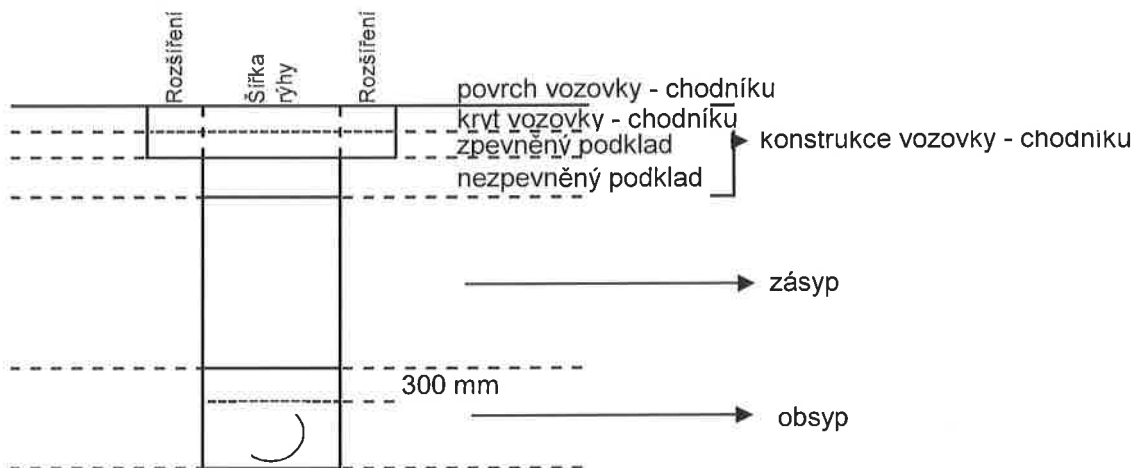 Rozšíření
Šířka
rýhy
Rozšíření
povrch vozovky - chodníku
kryt vozovky - chodníku
zpevněný podklad
konstrukce vozovky - chodníku
nezpevněný podklad
zásyp
300 mm
obsyp